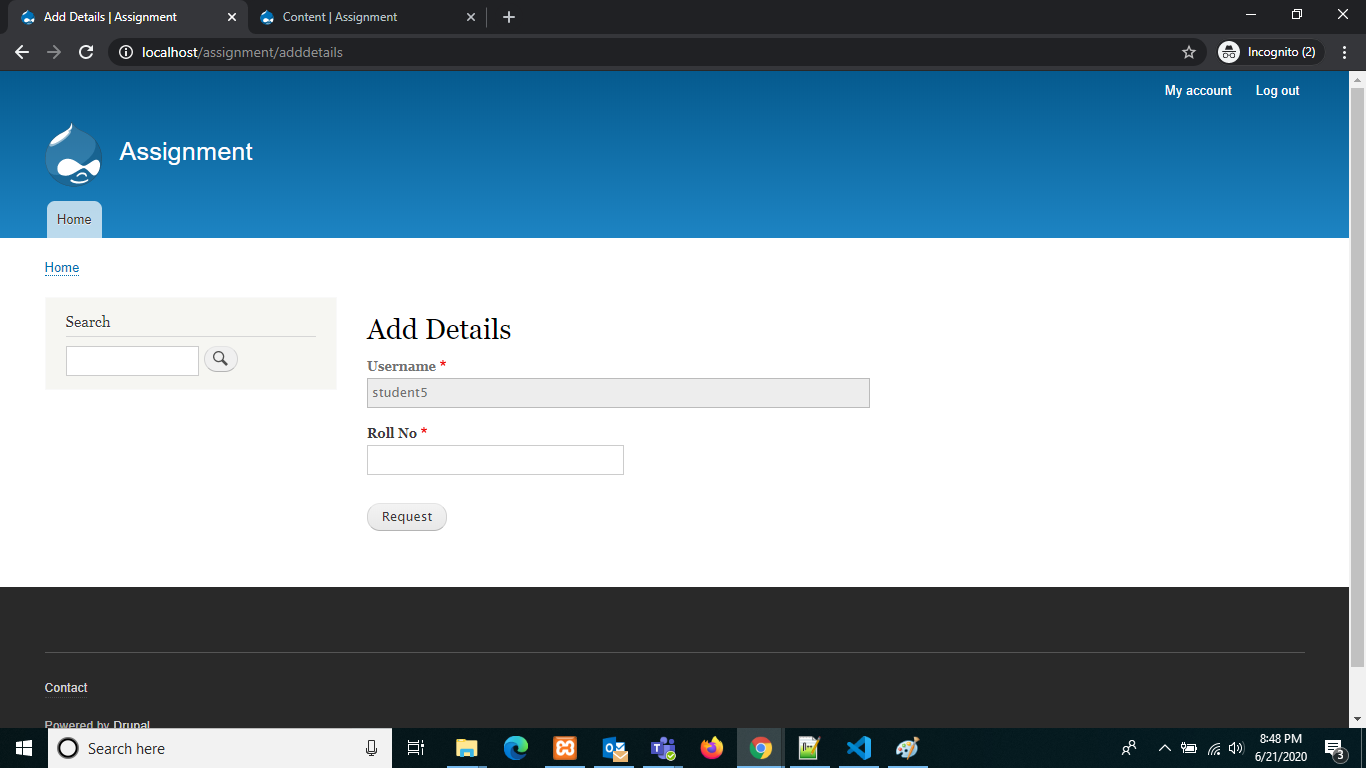 Add Details | Assignment
Content | Assignment
localhost/assignment/adddetails
Incognito (2)
My account
Log out
Assignment
Home
Home
Search
Add Details
Username *
student5
Roll No *
Request
Contact
Powered by Drupal
Search here
8:48 PM
6/21/2020
3